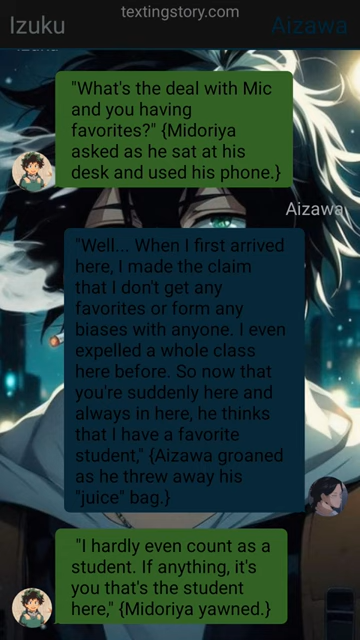 textingstory.com
Izuku
Aizawa
Izuku
"What's the deal with Mic
and you having
favorites?" {Midoriya
asked as he sat at his
desk and used his phone.}
Aizawa
"Well... When I first arrived
here, I made the claim
that I don't get any
favorites or form any
biases with anyone. I even
expelled a whole class
here before. So now that
you're suddenly here and
always in here, he thinks
that I have a favorite
student," {Aizawa groaned
as he threw away his
"juice" bag.}
"I hardly even count as a
student. If anything, it's
you that's the student
here," {Midoriya yawned.}